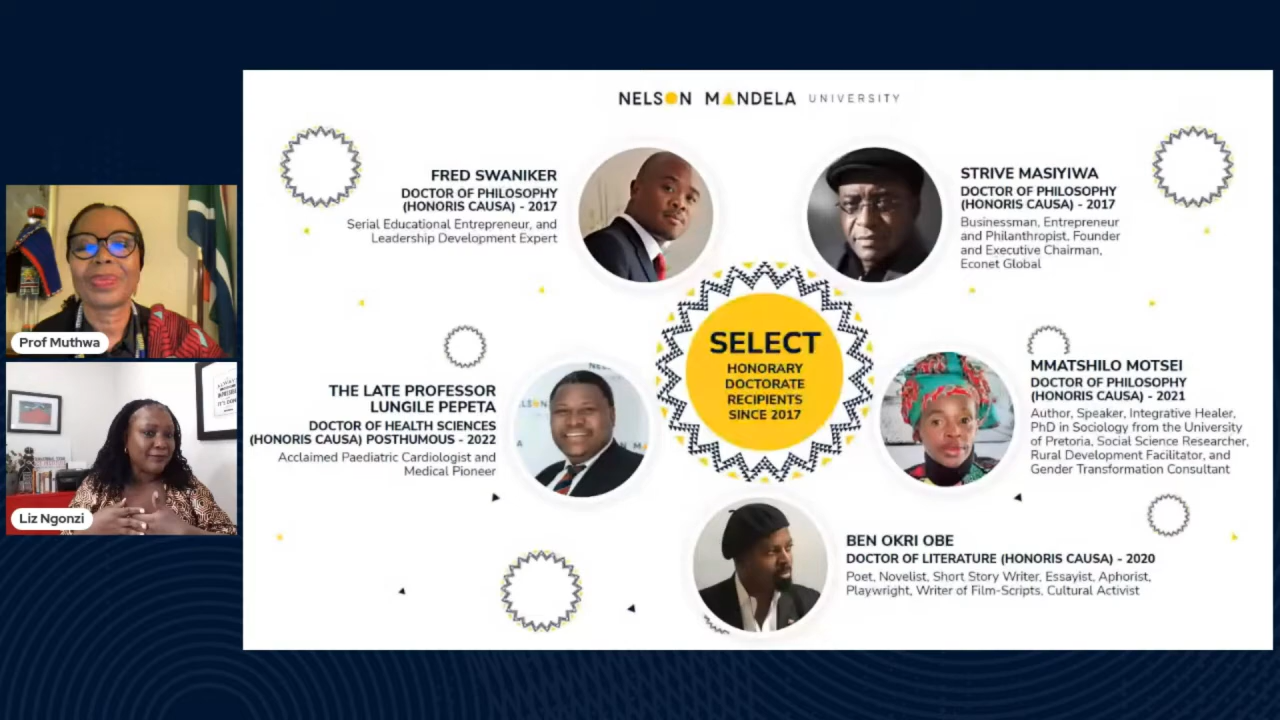 NELSON MANDELA UNIVERSITY
FRED SWANIKER
DOCTOR OF PHILOSOPHY
(HONORIS CAUSA) - 2017
Serial Educational Entrepreneur, and
Leadership Development Expert
STRIVE MASIYIWA
DOCTOR OF PHILOSOPHY
(HONORIS CAUSA) - 2017
Businessman, Entrepreneur
and Philanthropist, Founder
and Executive Chairman,
Econet Global
SELECT
HONORARY
DOCTORATE
RECIPIENTS
SINCE 2017
THE LATE PROFESSOR
LUNGILE PEPETA
DOCTOR OF HEALTH SCIENCES
(HONORIS CAUSA) POSTHUMOUS - 2022
Acclaimed Paediatric Cardiologist and
Medical Pioneer
MMATSHILO MOTSEI
DOCTOR OF PHILOSOPHY
(HONORIS CAUSA) - 2021
Author, Speaker, Integrative Healer,
PhD in Sociology from the University
of Pretoria, Social Science Researcher,
Rural Development Facilitator, and
Gender Transformation Consultant
BEN OKRI OBE
DOCTOR OF LITERATURE (HONORIS CAUSA) - 2020
Poet, Novelist, Short Story Writer, Essayist, Aphorist,
Playwright, Writer of Film-Scripts, Cultural Activist
Prof Muthwa
Liz Ngonzi